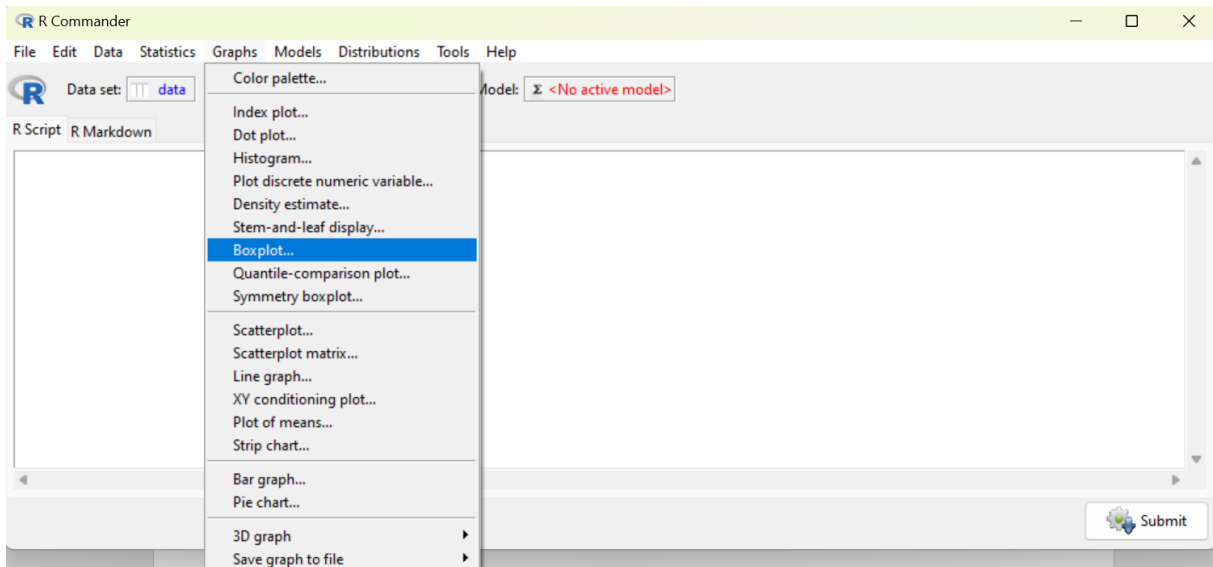 R R Commander
File Edit Data Statistics Graphs Models Distributions Tools Help
R Data set: data Model: Σ <No active model>
R Script R Markdown
Color palette...
Index plot...
Dot plot...
Histogram...
Plot discrete numeric variable...
Density estimate...
Stem-and-leaf display...
Boxplot...
Quantile-comparison plot...
Symmetry boxplot...
Scatterplot...
Scatterplot matrix...
Line graph...
XY conditioning plot...
Plot of means...
Strip chart...
Bar graph...
Pie chart...
3D graph
Save graph to file
Submit